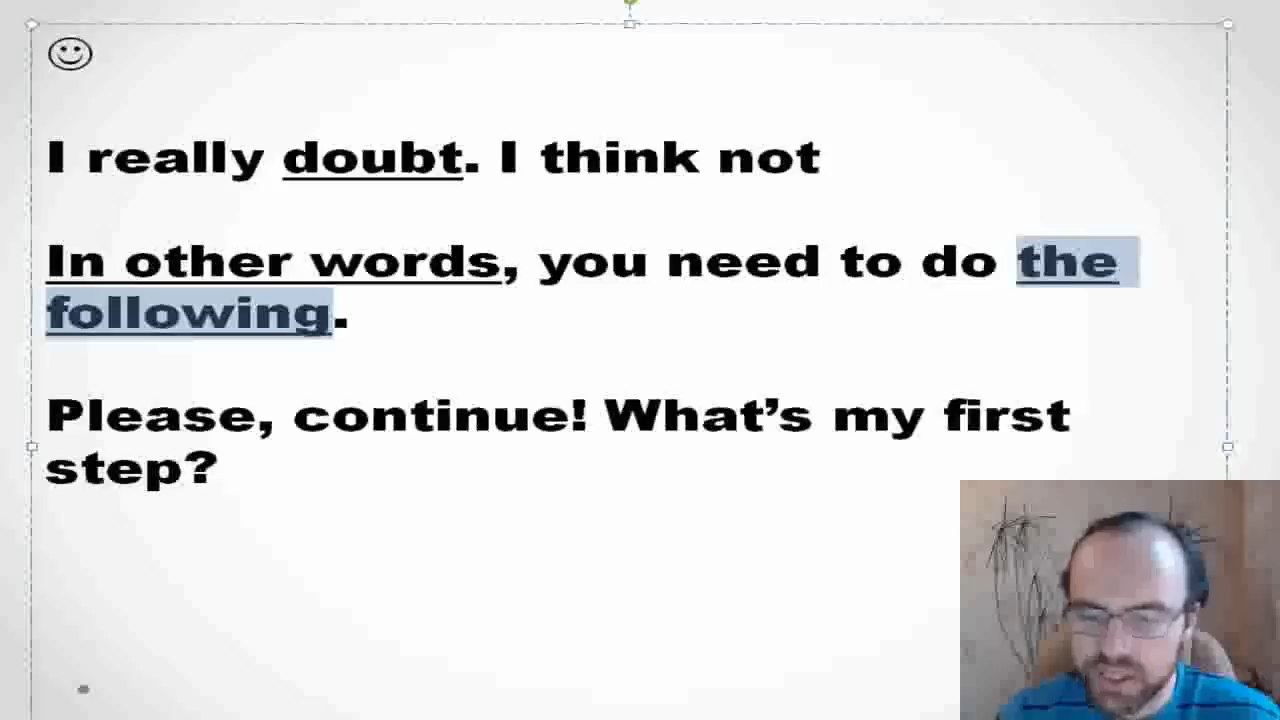 I really doubt. I think not
In other words, you need to do the
following.
Please, continue! What’s my first
step?